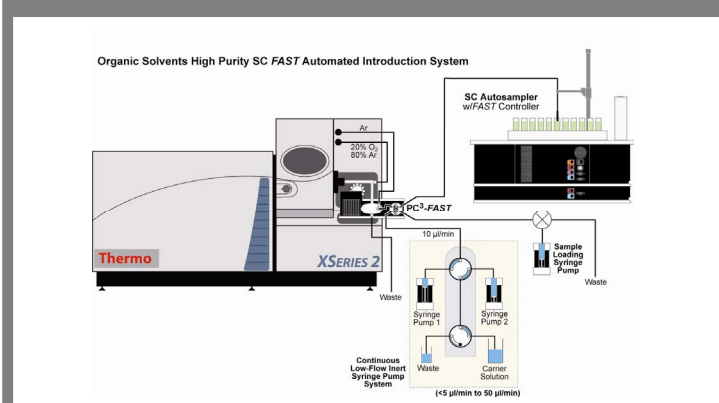 Organic Solvents High Purity SC FAST Automated Introduction System
SC Autosampler
w/FAST Controller
Ar
20% O₂
80% Ar
PC³-FAST
10 µl/min
Thermo
XSERIES 2
Sample
Loading
Syringe
Pump
Waste
Waste
Syringe
Pump 1
Syringe
Pump 2
Continuous
Low-Flow Inert
Syringe Pump
System
Waste
Carrier
Solution
(<5 µl/min to 50 µl/min)